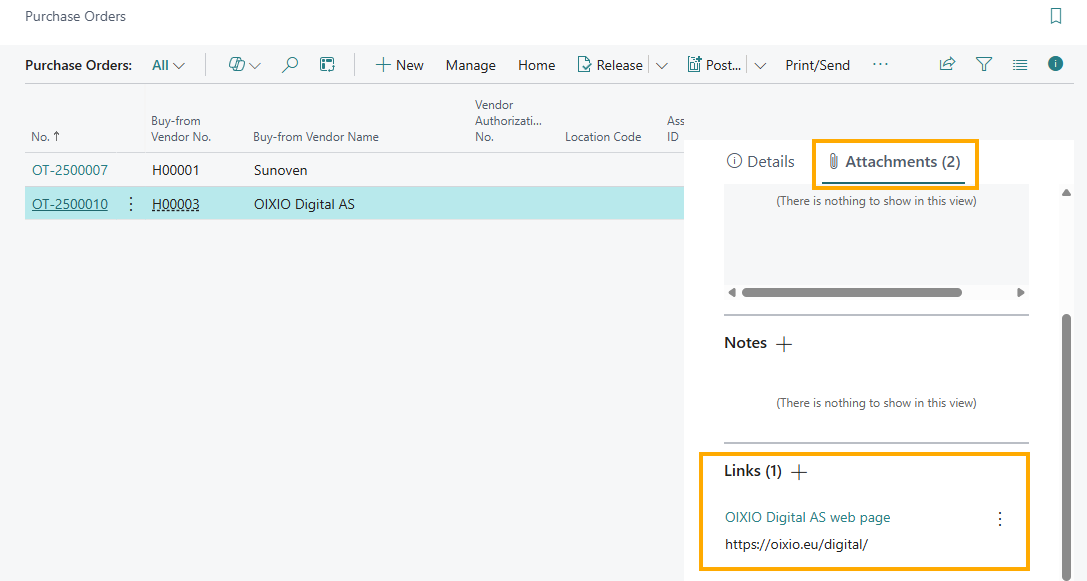 Purchase Orders
Purchase Orders: All New Manage Home Release Post... Print/Send ...
No. ↑
Buy-from
Vendor No.
Buy-from Vendor Name
Vendor
Authorizati...
No.
Location Code
Ass
ID
OT-2500007 H00001 Sunoven
OT-2500010 H00003 OIXIO Digital AS
Details Attachments (2)
(There is nothing to show in this view)
Notes
(There is nothing to show in this view)
Links (1)
OIXIO Digital AS web page
https://oixio.eu/digital/